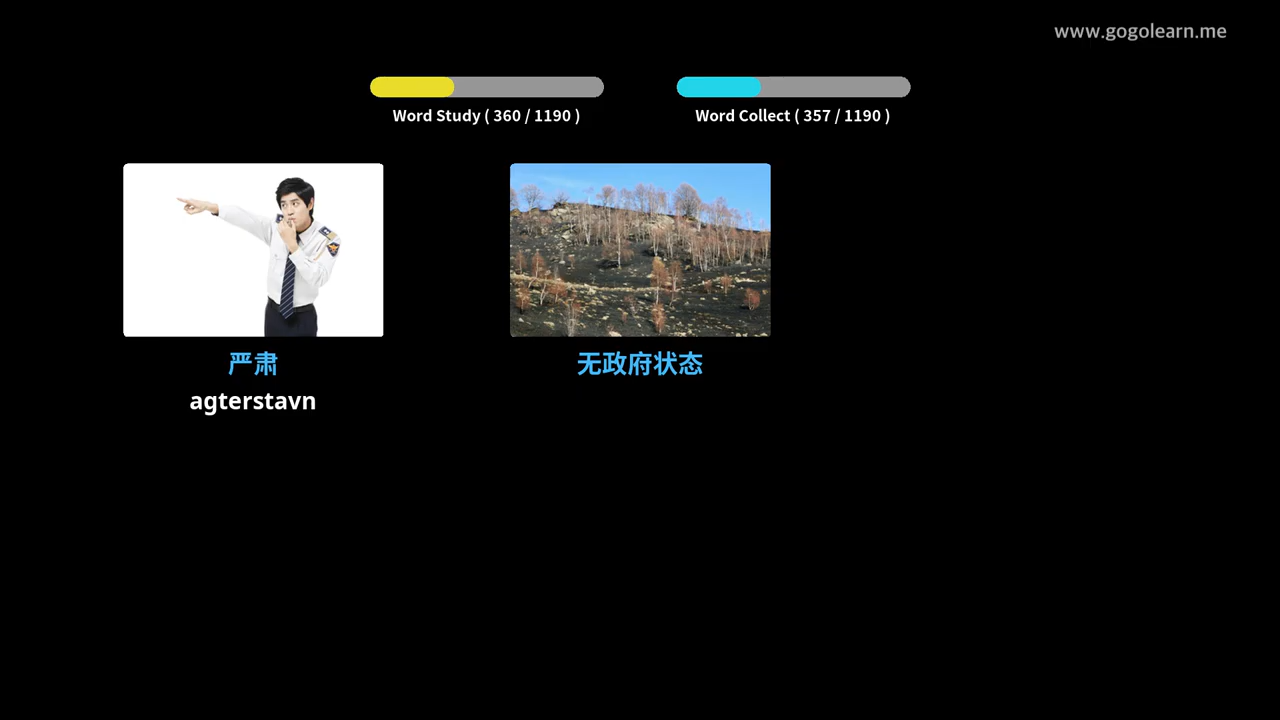 www.gogolearn.me
Word Study ( 360 / 1190 )
Word Collect ( 357 / 1190 )
严肃
agterstavn
无政府状态